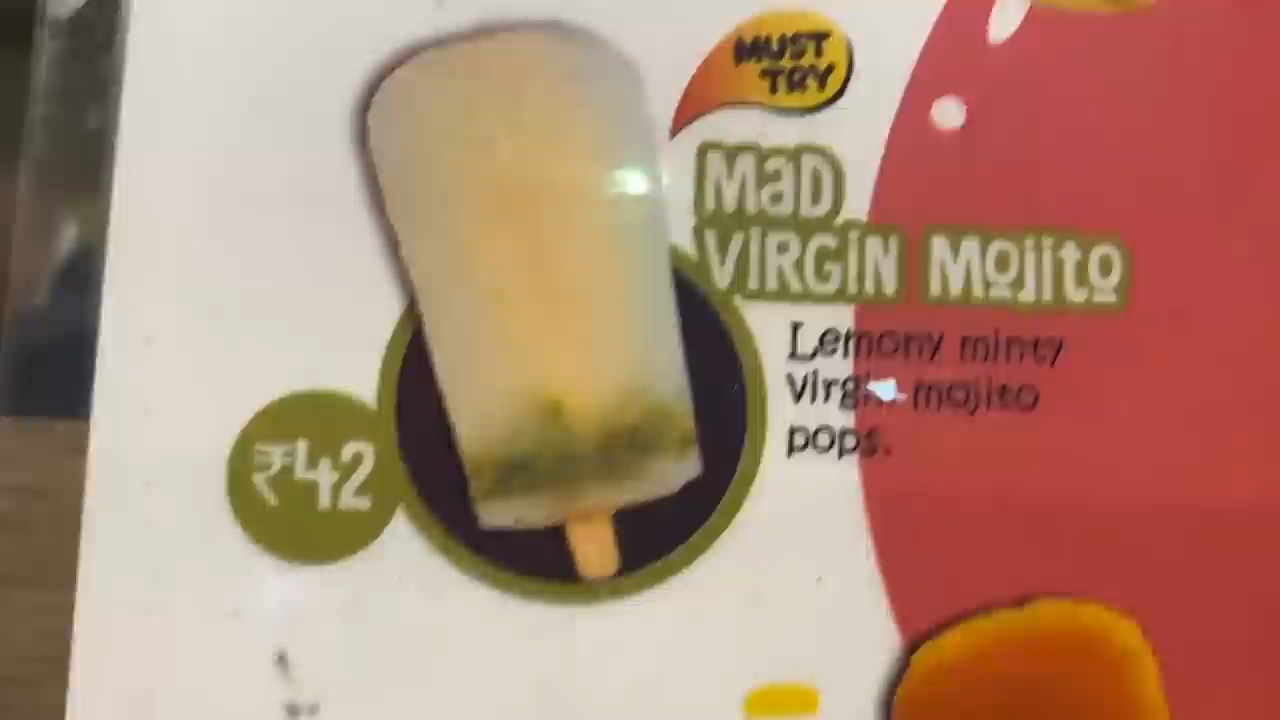 MUST
TRY
MaD
VIRGIN MOJITO
Lemony minty
virgin mojito
pops.
₹42